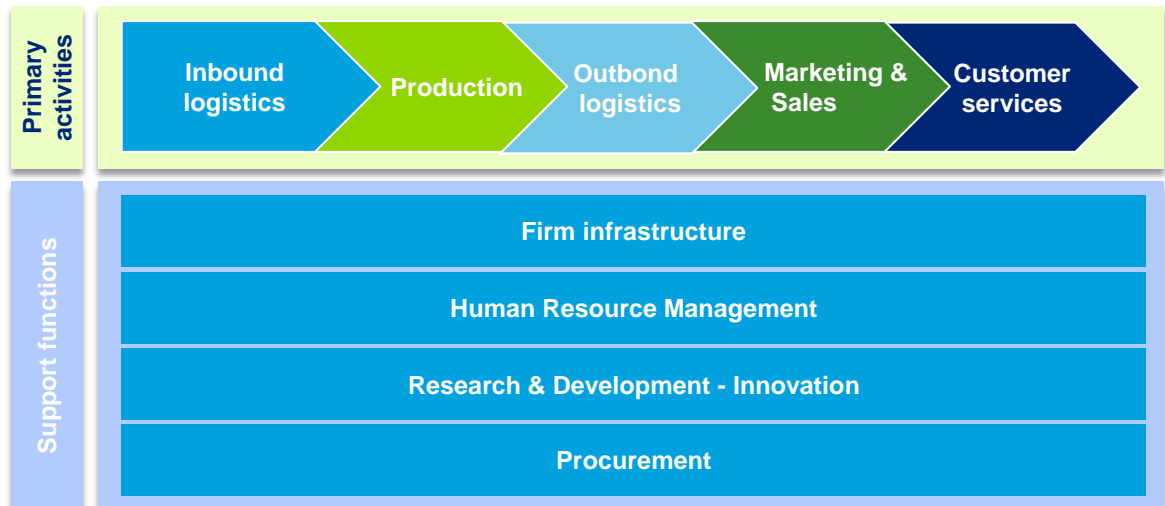 Primary
activities
Inbound
logistics
Production
Outbond
logistics
Marketing &
Sales
Customer
services
Support functions
Firm infrastructure
Human Resource Management
Research & Development - Innovation
Procurement